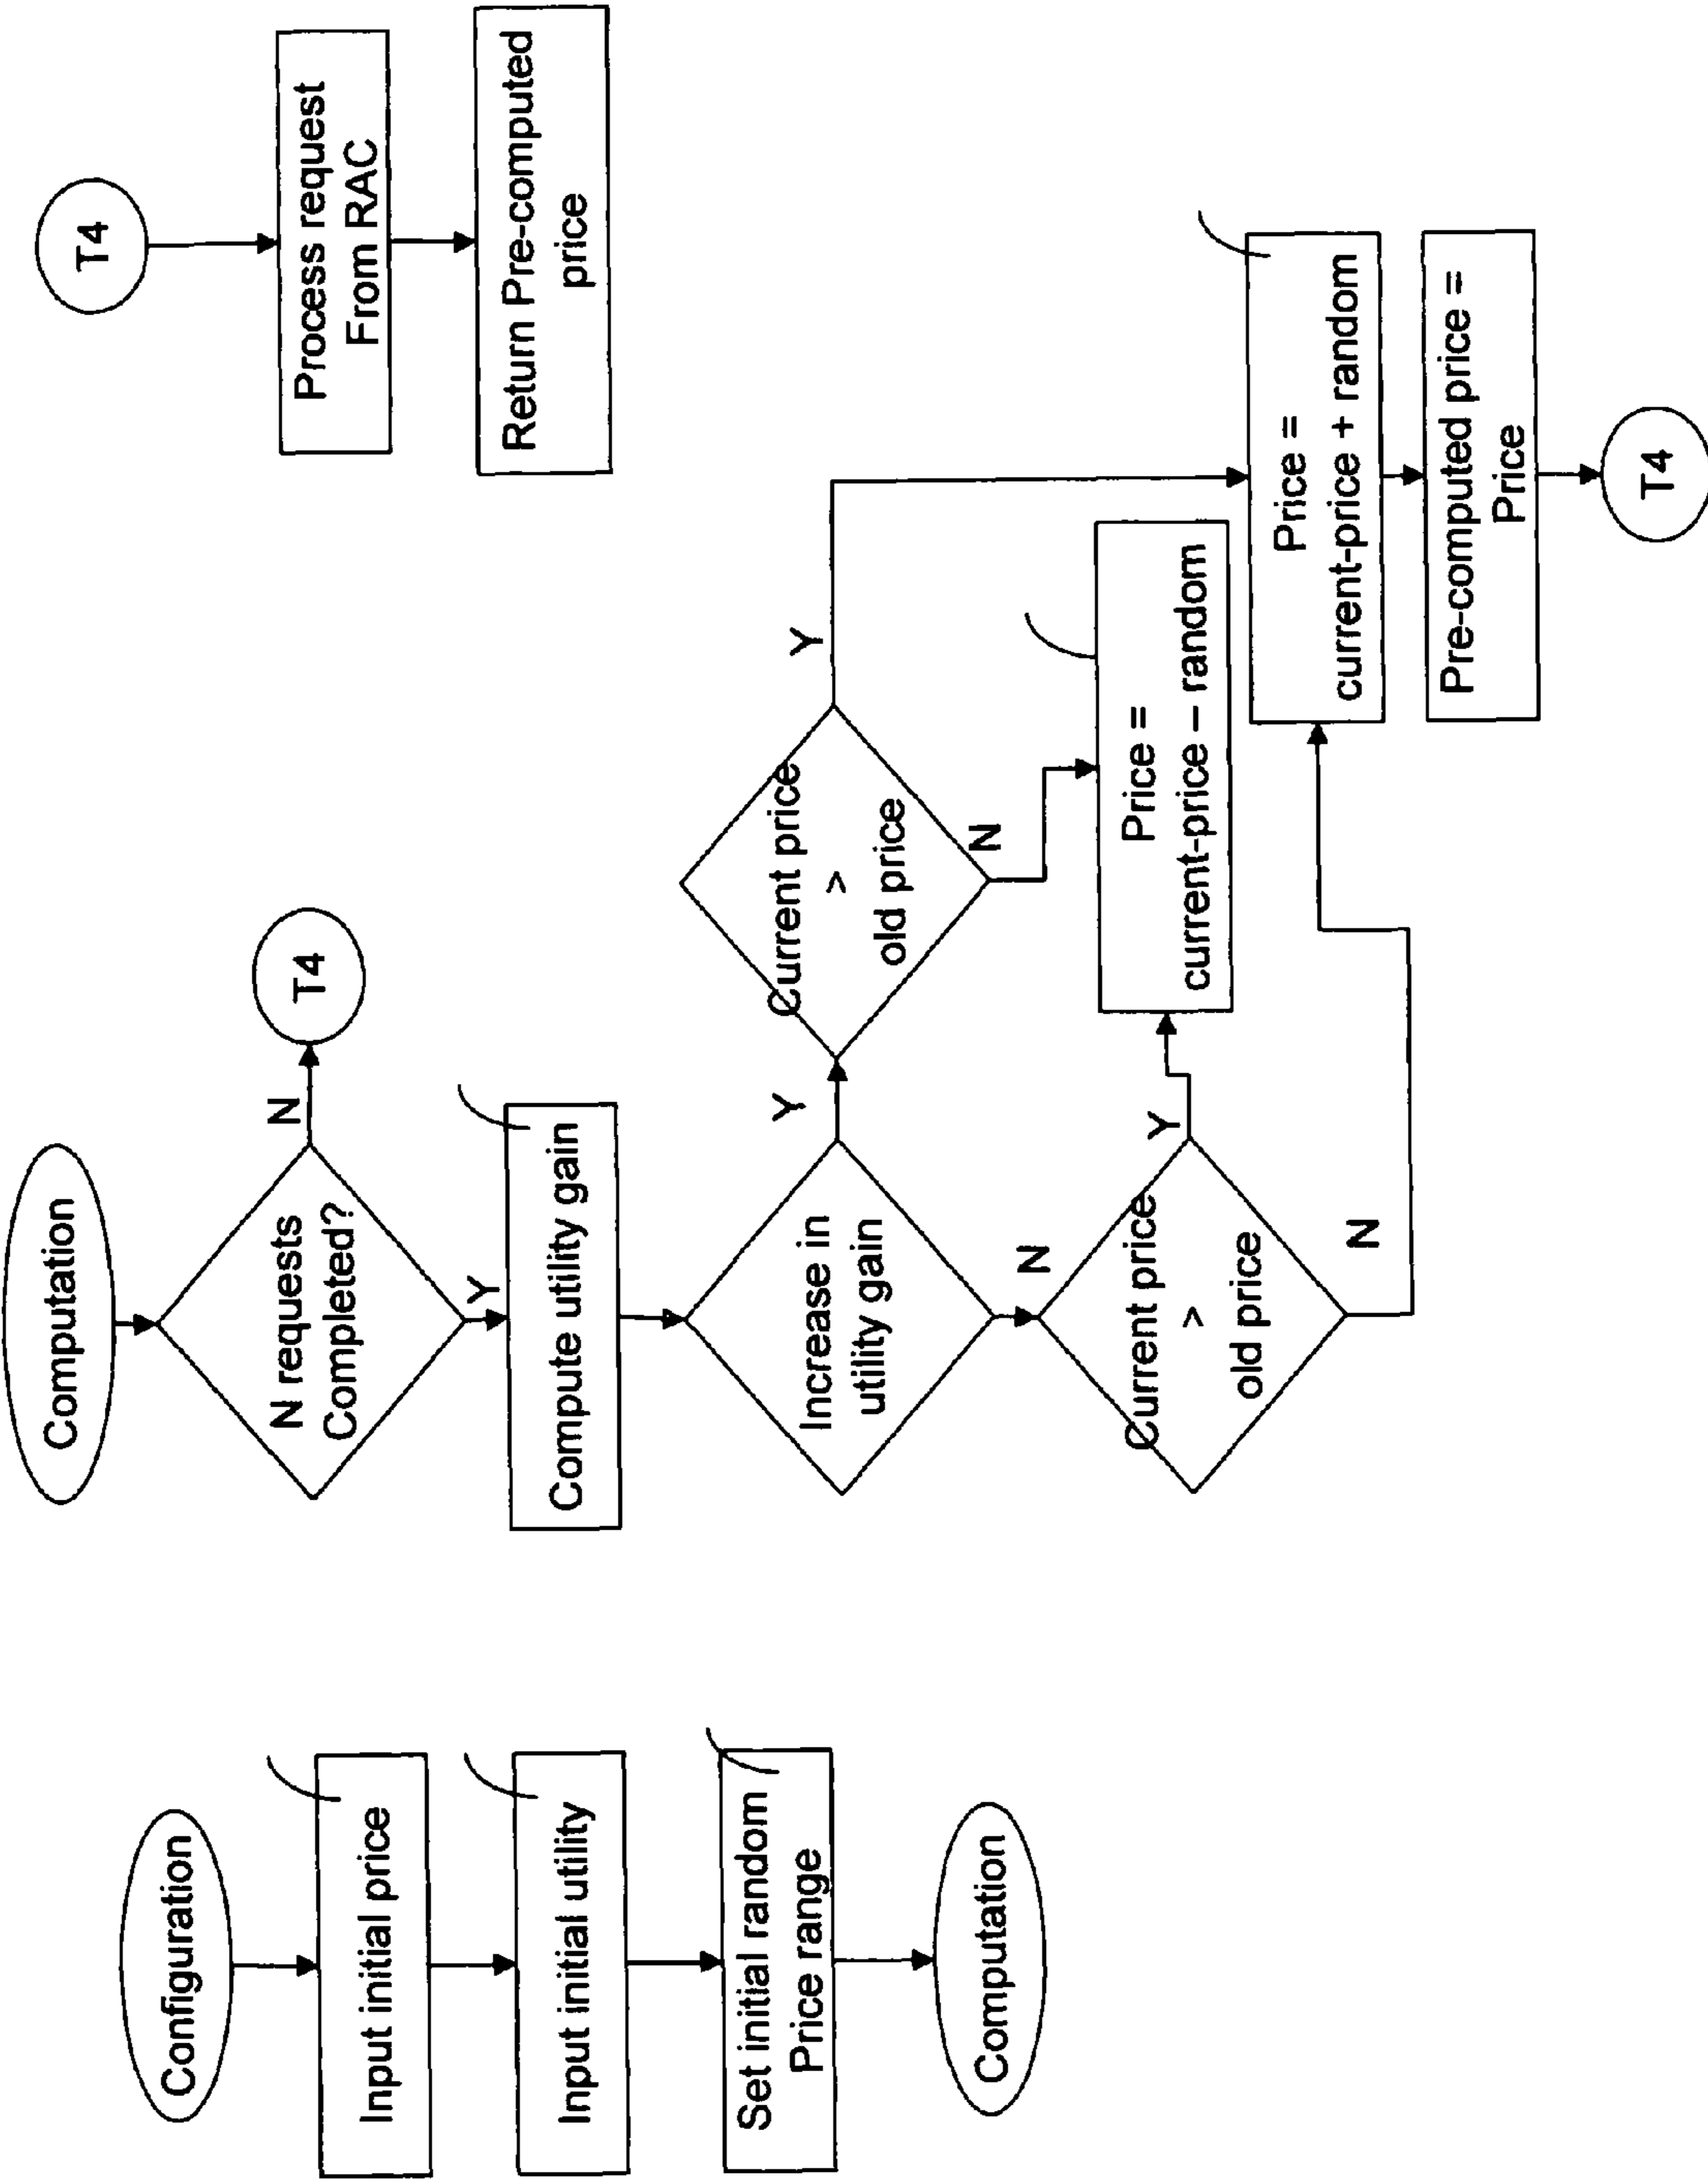 Configuration
Input initial price
Input initial utility
Set initial random
Price range
Computation
Computation
N requests
Completed?
N
T4
Y
Compute utility gain
Increase in
utility gain
Y
Current price
>
old price
Y
N
N
Current price
>
old price
Y
N
Price =
current-price – random
Price =
current-price + random
Pre-computed price =
Price
T4
T4
Process request
From RAC
Return Pre-computed
price